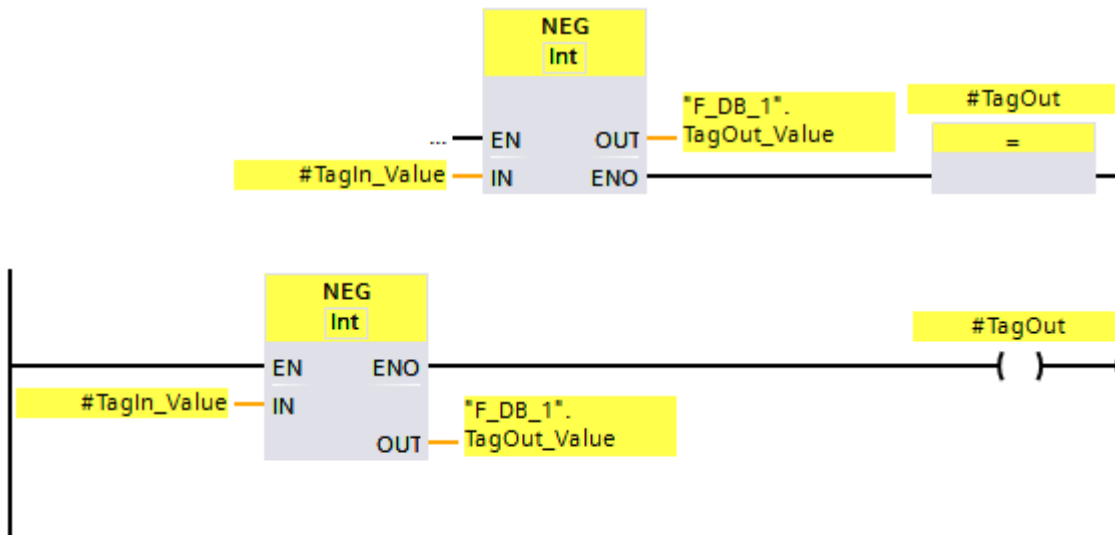 NEG
Int
#TagOut
"F_DB_1".
TagOut_Value
=
... EN OUT
#TagIn_Value IN ENO
NEG
Int
#TagOut
EN ENO
( )
#TagIn_Value IN
"F_DB_1".
OUT TagOut_Value